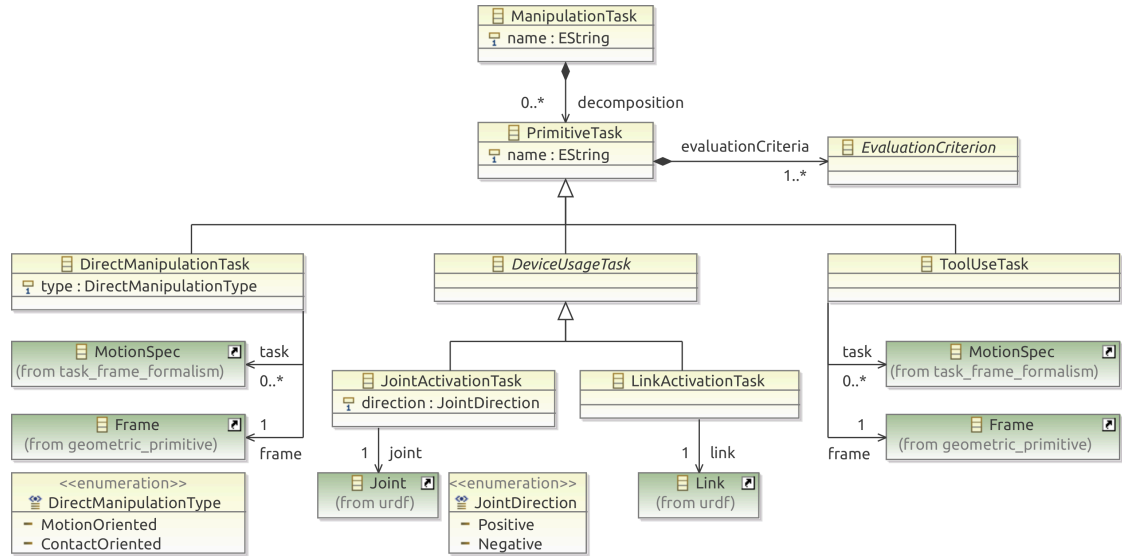 ManipulationTask
name : EString
0..*
decomposition
PrimitiveTask
name : EString
evaluationCriteria
1..*
EvaluationCriterion
DirectManipulationTask
type : DirectManipulationType
DeviceUsageTask
ToolUseTask
MotionSpec
(from task_frame_formalism)
task
0..*
Frame
(from geometric_primitive)
1
frame
JointActivationTask
direction : JointDirection
LinkActivationTask
task
0..*
MotionSpec
(from task_frame_formalism)
1
frame
Frame
(from geometric_primitive)
1
joint
1
link
<<enumeration>>
DirectManipulationType
MotionOriented
ContactOriented
Joint
(from urdf)
<<enumeration>>
JointDirection
Positive
Negative
Link
(from urdf)